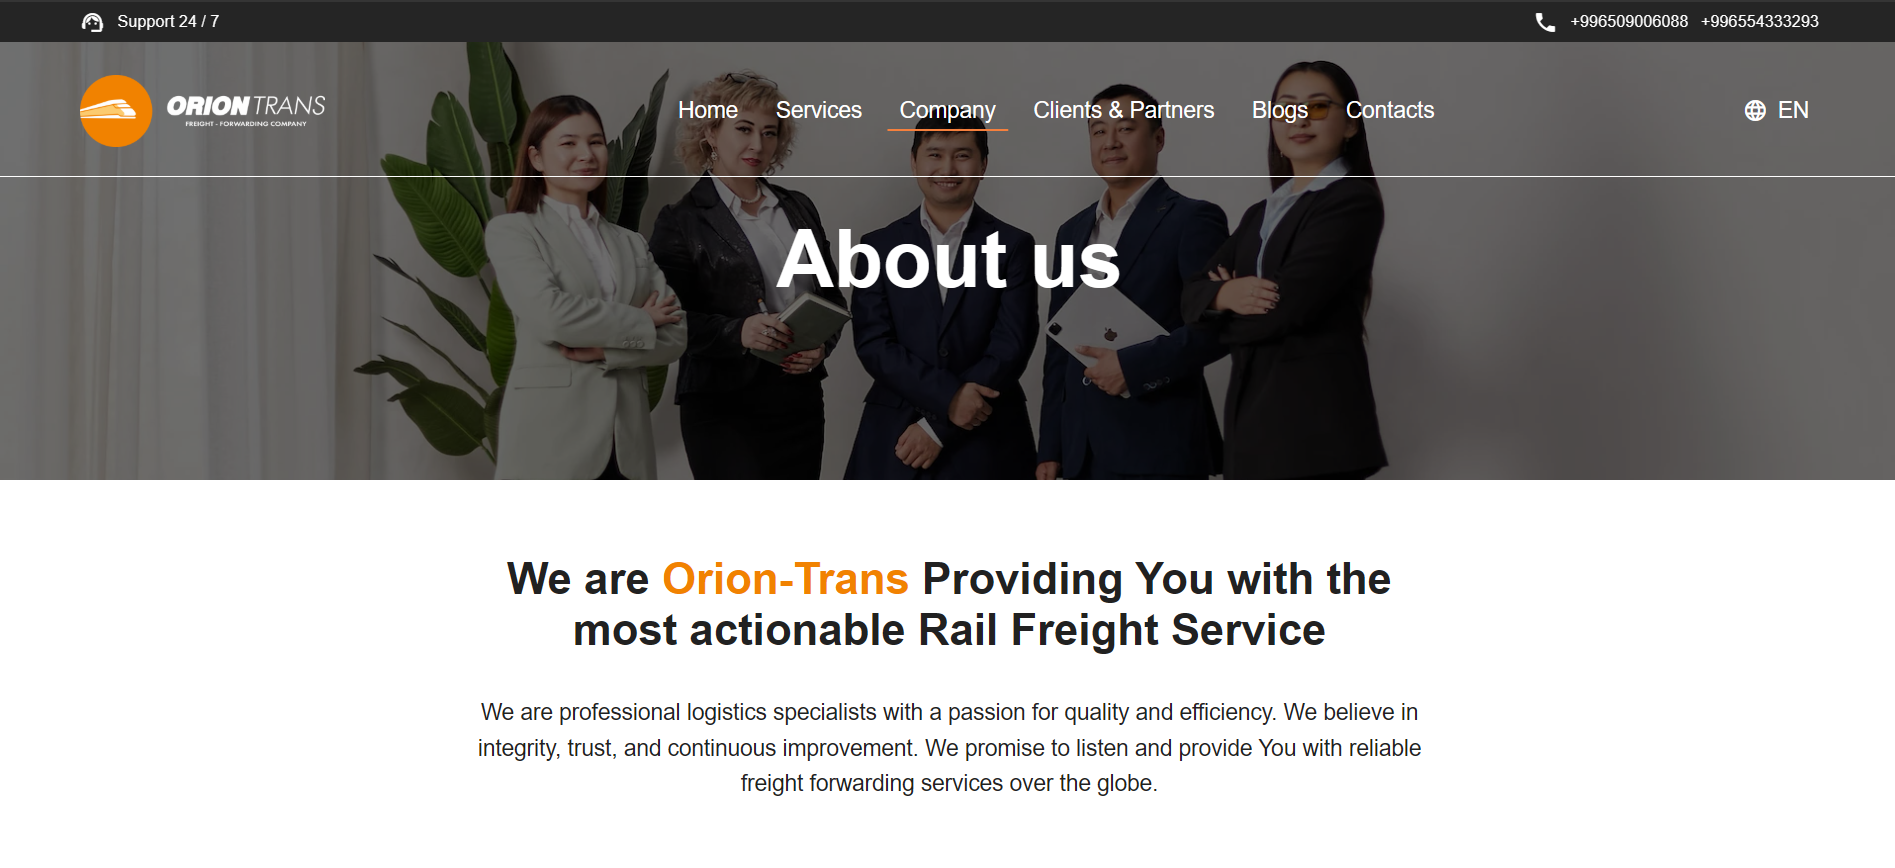 Support 24 / 7
+996509006088 +996554333293
ORION TRANS
FREIGHT - FORWARDING COMPANY
Home Services Company Clients & Partners Blogs Contacts
EN
About us
We are Orion-Trans Providing You with the
most actionable Rail Freight Service
We are professional logistics specialists with a passion for quality and efficiency. We believe in
integrity, trust, and continuous improvement. We promise to listen and provide You with reliable
freight forwarding services over the globe.